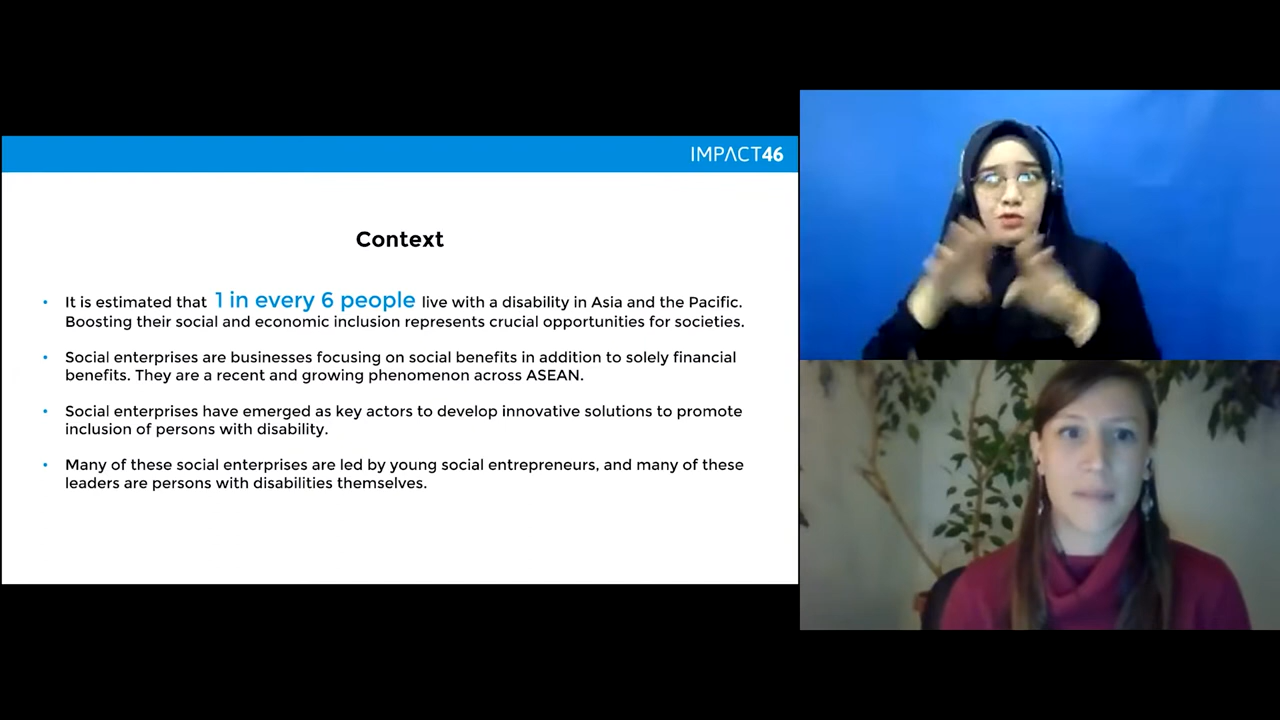 IMPACT46
Context
• It is estimated that 1 in every 6 people live with a disability in Asia and the Pacific.
Boosting their social and economic inclusion represents crucial opportunities for societies.
• Social enterprises are businesses focusing on social benefits in addition to solely financial
benefits. They are a recent and growing phenomenon across ASEAN.
• Social enterprises have emerged as key actors to develop innovative solutions to promote
inclusion of persons with disability.
• Many of these social enterprises are led by young social entrepreneurs, and many of these
leaders are persons with disabilities themselves.